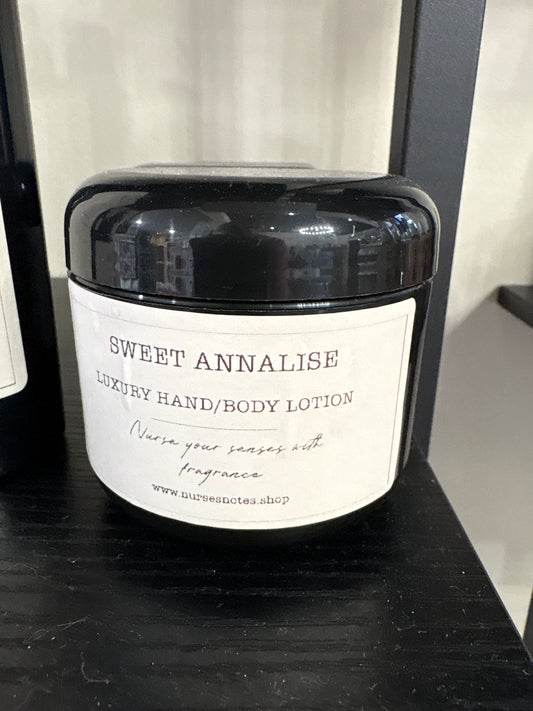 SWEET ANNALISE
LUXURY HAND/BODY LOTION
Nurse your senses with
fragrance
www.nursesnotes.shop